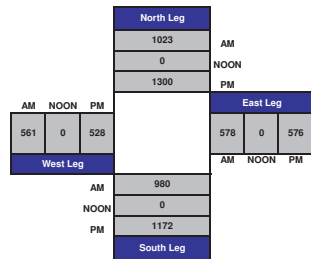 North Leg
1023 AM
0 NOON
1300 PM
AM NOON PM East Leg
561 0 528 578 0 576
West Leg AM NOON PM
AM 980
NOON 0
PM 1172
South Leg